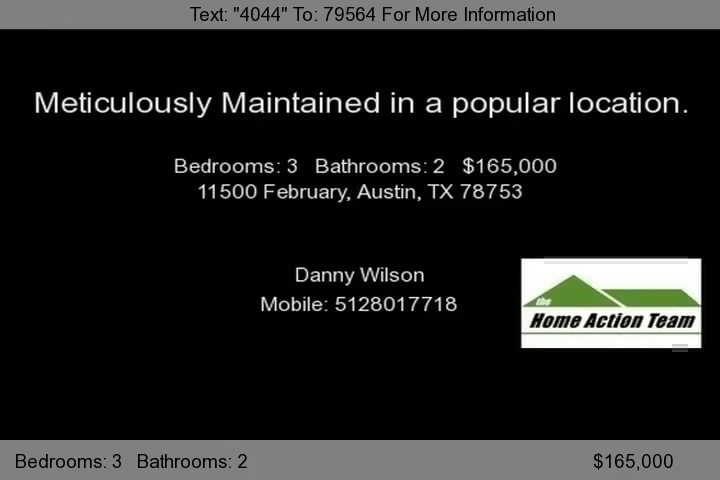 Text: "4044" To: 79564 For More Information
Meticulously Maintained in a popular location.
Bedrooms: 3 Bathrooms: 2 $165,000
11500 February, Austin, TX 78753
Danny Wilson
Mobile: 5128017718
the
Home Action Team
Bedrooms: 3 Bathrooms: 2 $165,000